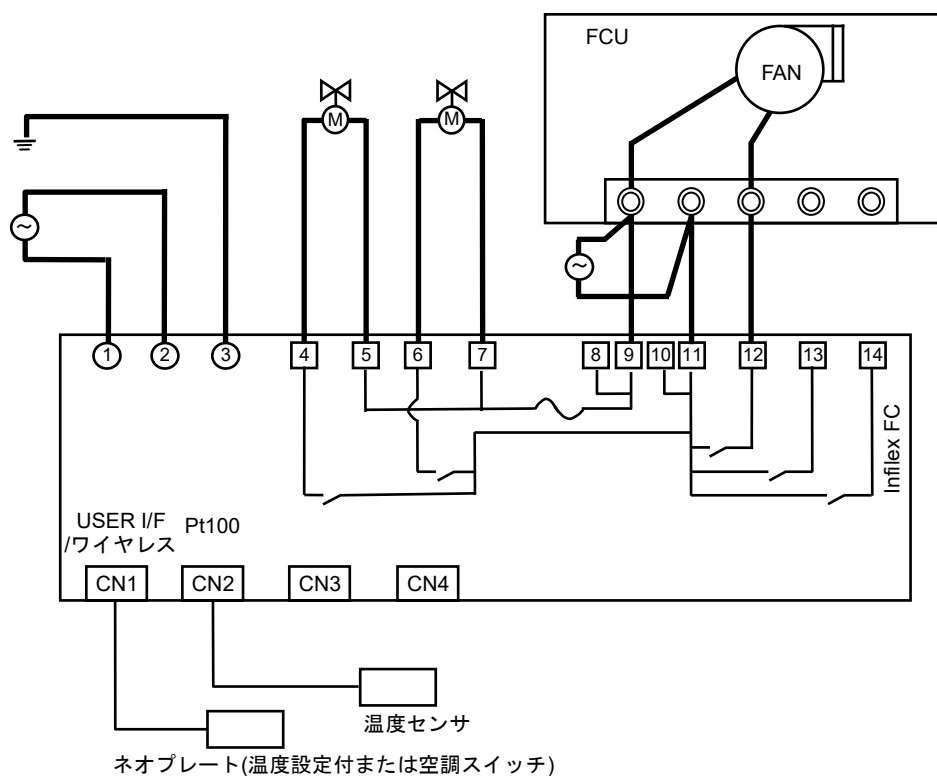 FCU
FAN
M
M
~
~
1
2
3
4
5
6
7
8
9
10
11
12
13
14
Infilex FC
USER I/F
/ワイヤレス
Pt100
CN1
CN2
CN3
CN4
温度センサ
ネオプレート(温度設定付または空調スイッチ)